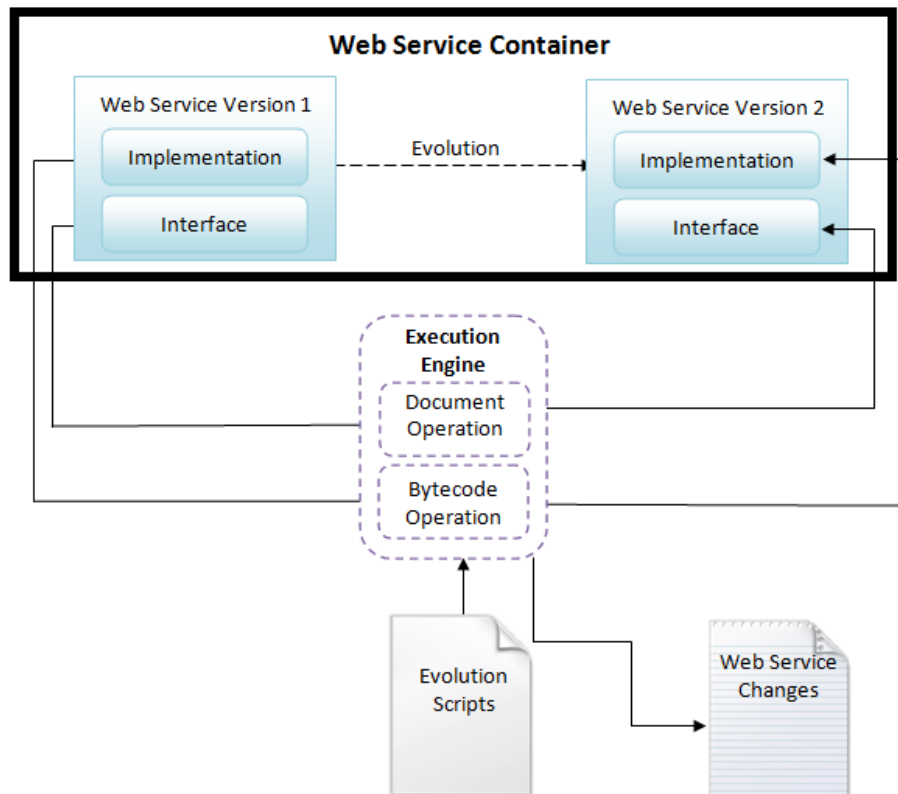 Web Service Container
Web Service Version 1
Implementation
Interface
Evolution
Web Service Version 2
Implementation
Interface
Execution
Engine
Document
Operation
Bytecode
Operation
Evolution
Scripts
Web Service
Changes